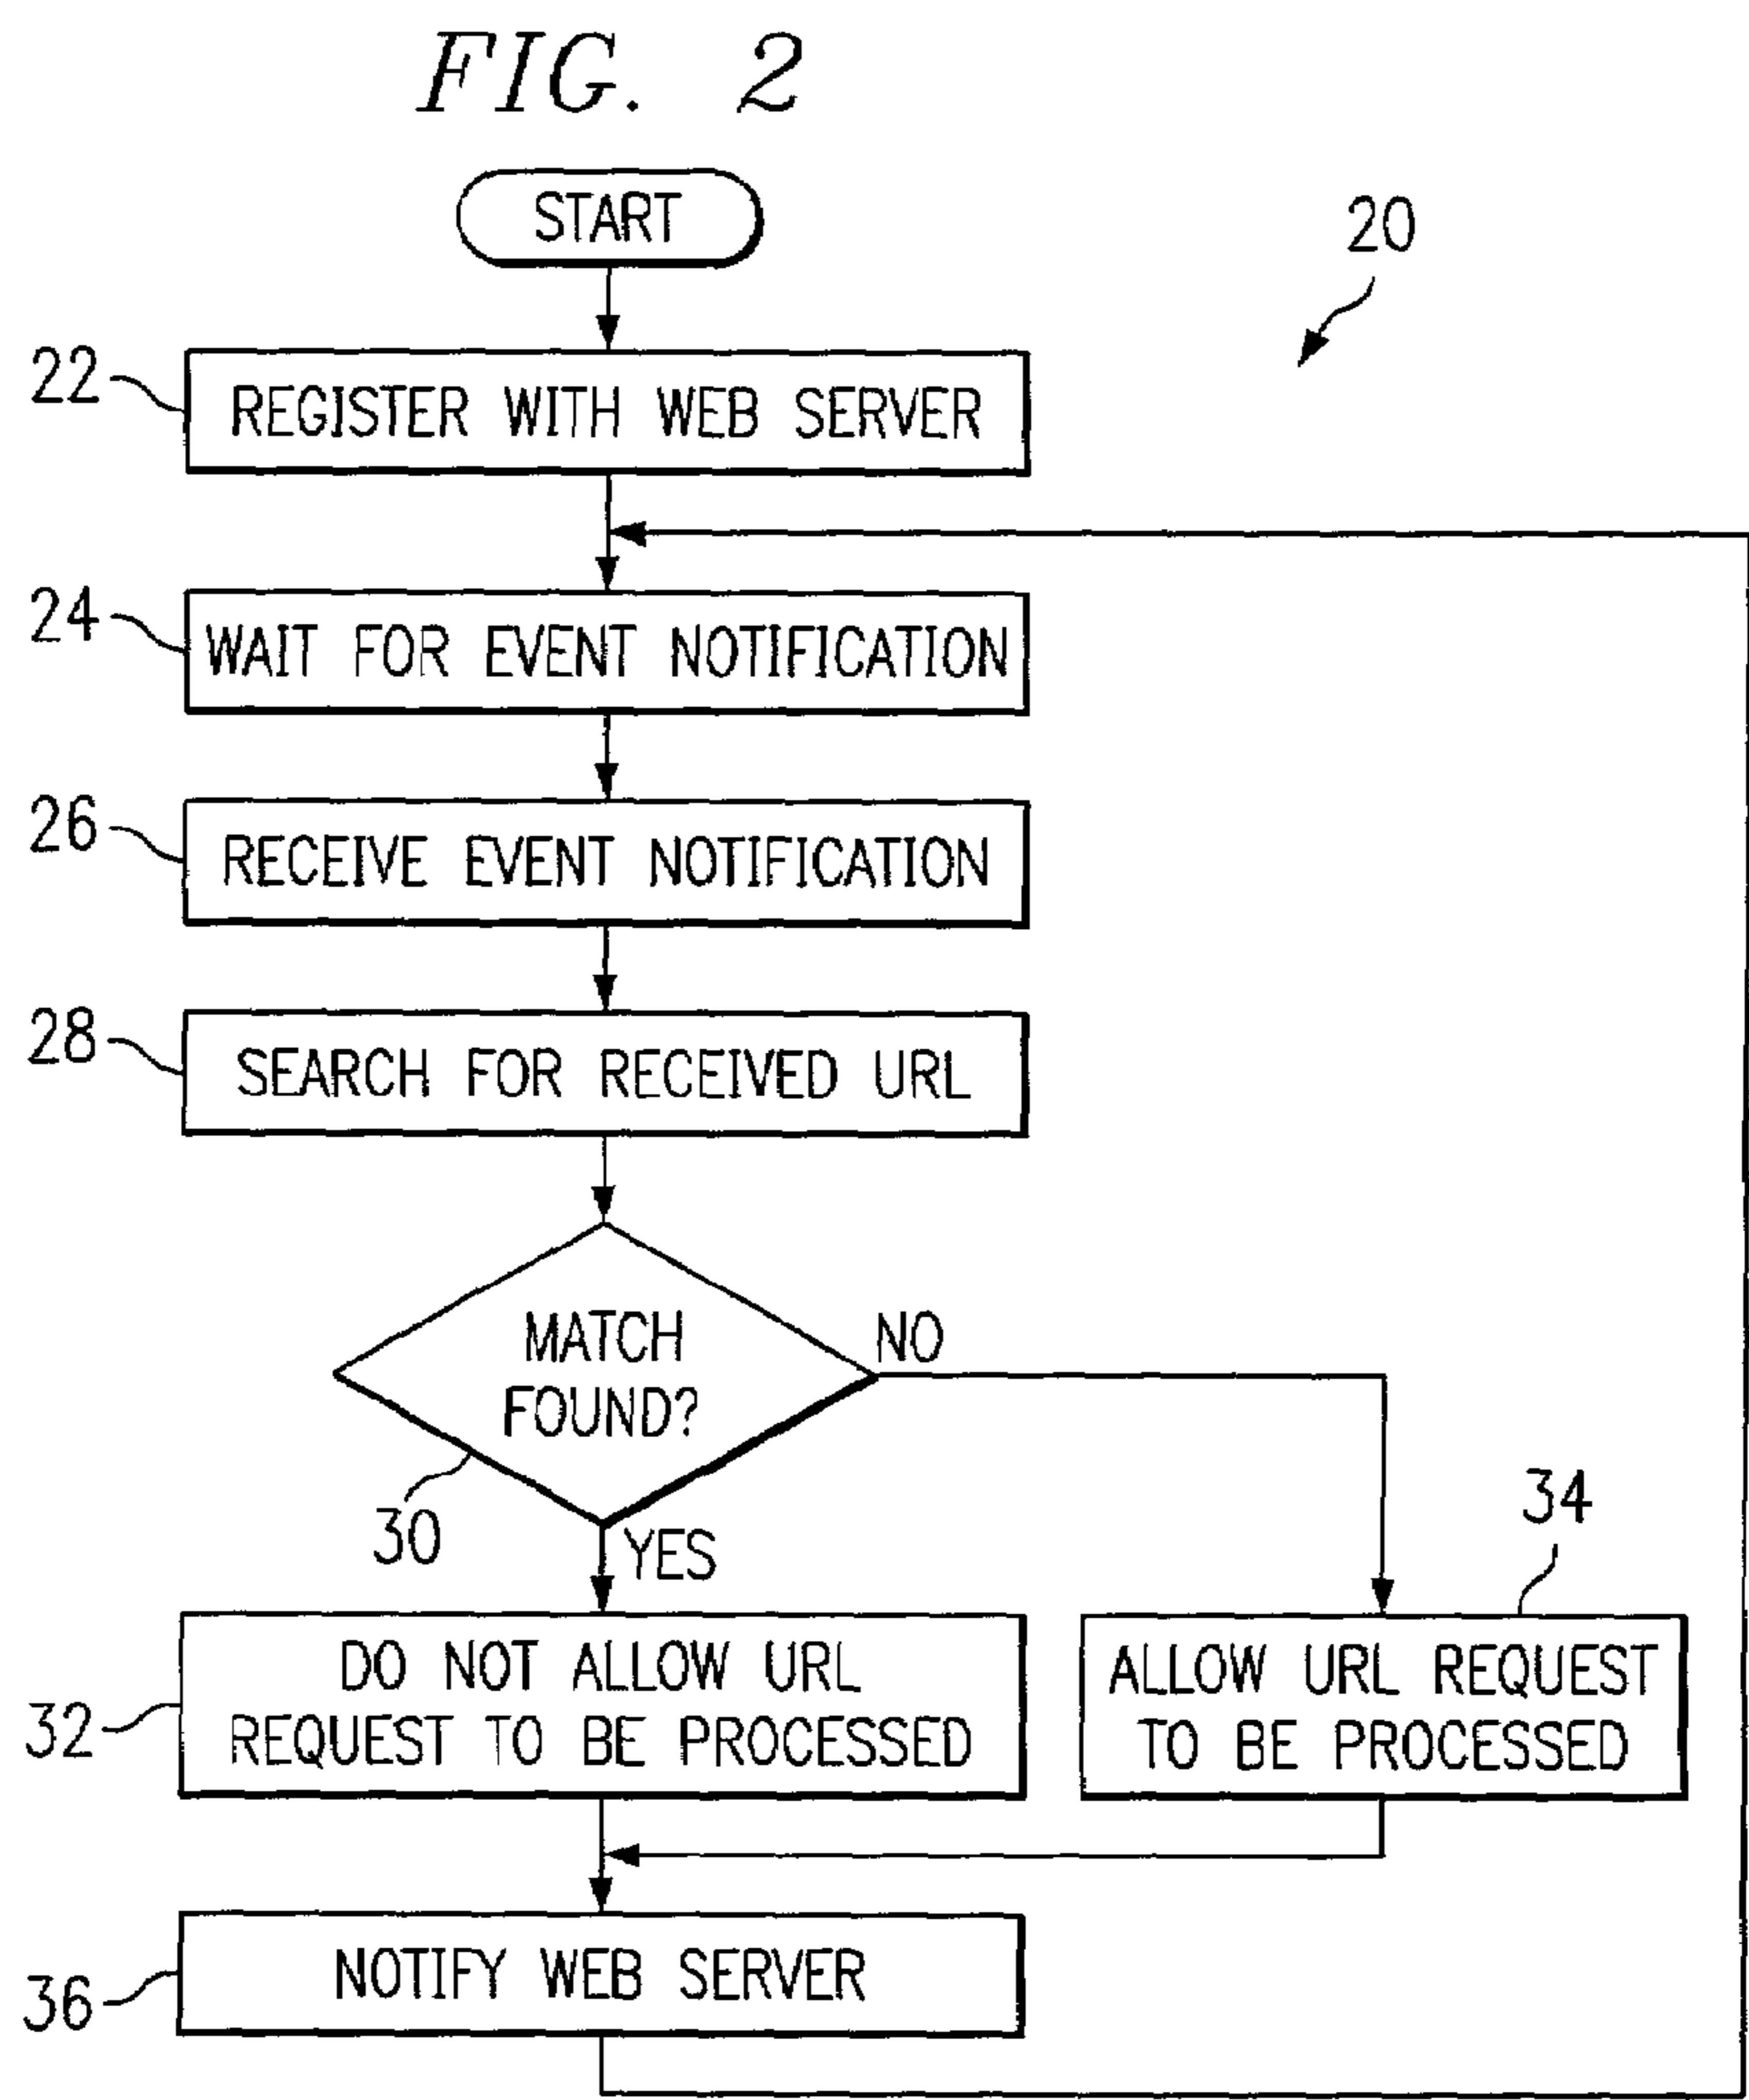 FIG. 2
START
20
22
REGISTER WITH WEB SERVER
24
WAIT FOR EVENT NOTIFICATION
26
RECEIVE EVENT NOTIFICATION
28
SEARCH FOR RECEIVED URL
MATCH
FOUND?
NO
30
YES
34
32
DO NOT ALLOW URL
REQUEST TO BE PROCESSED
ALLOW URL REQUEST
TO BE PROCESSED
36
NOTIFY WEB SERVER